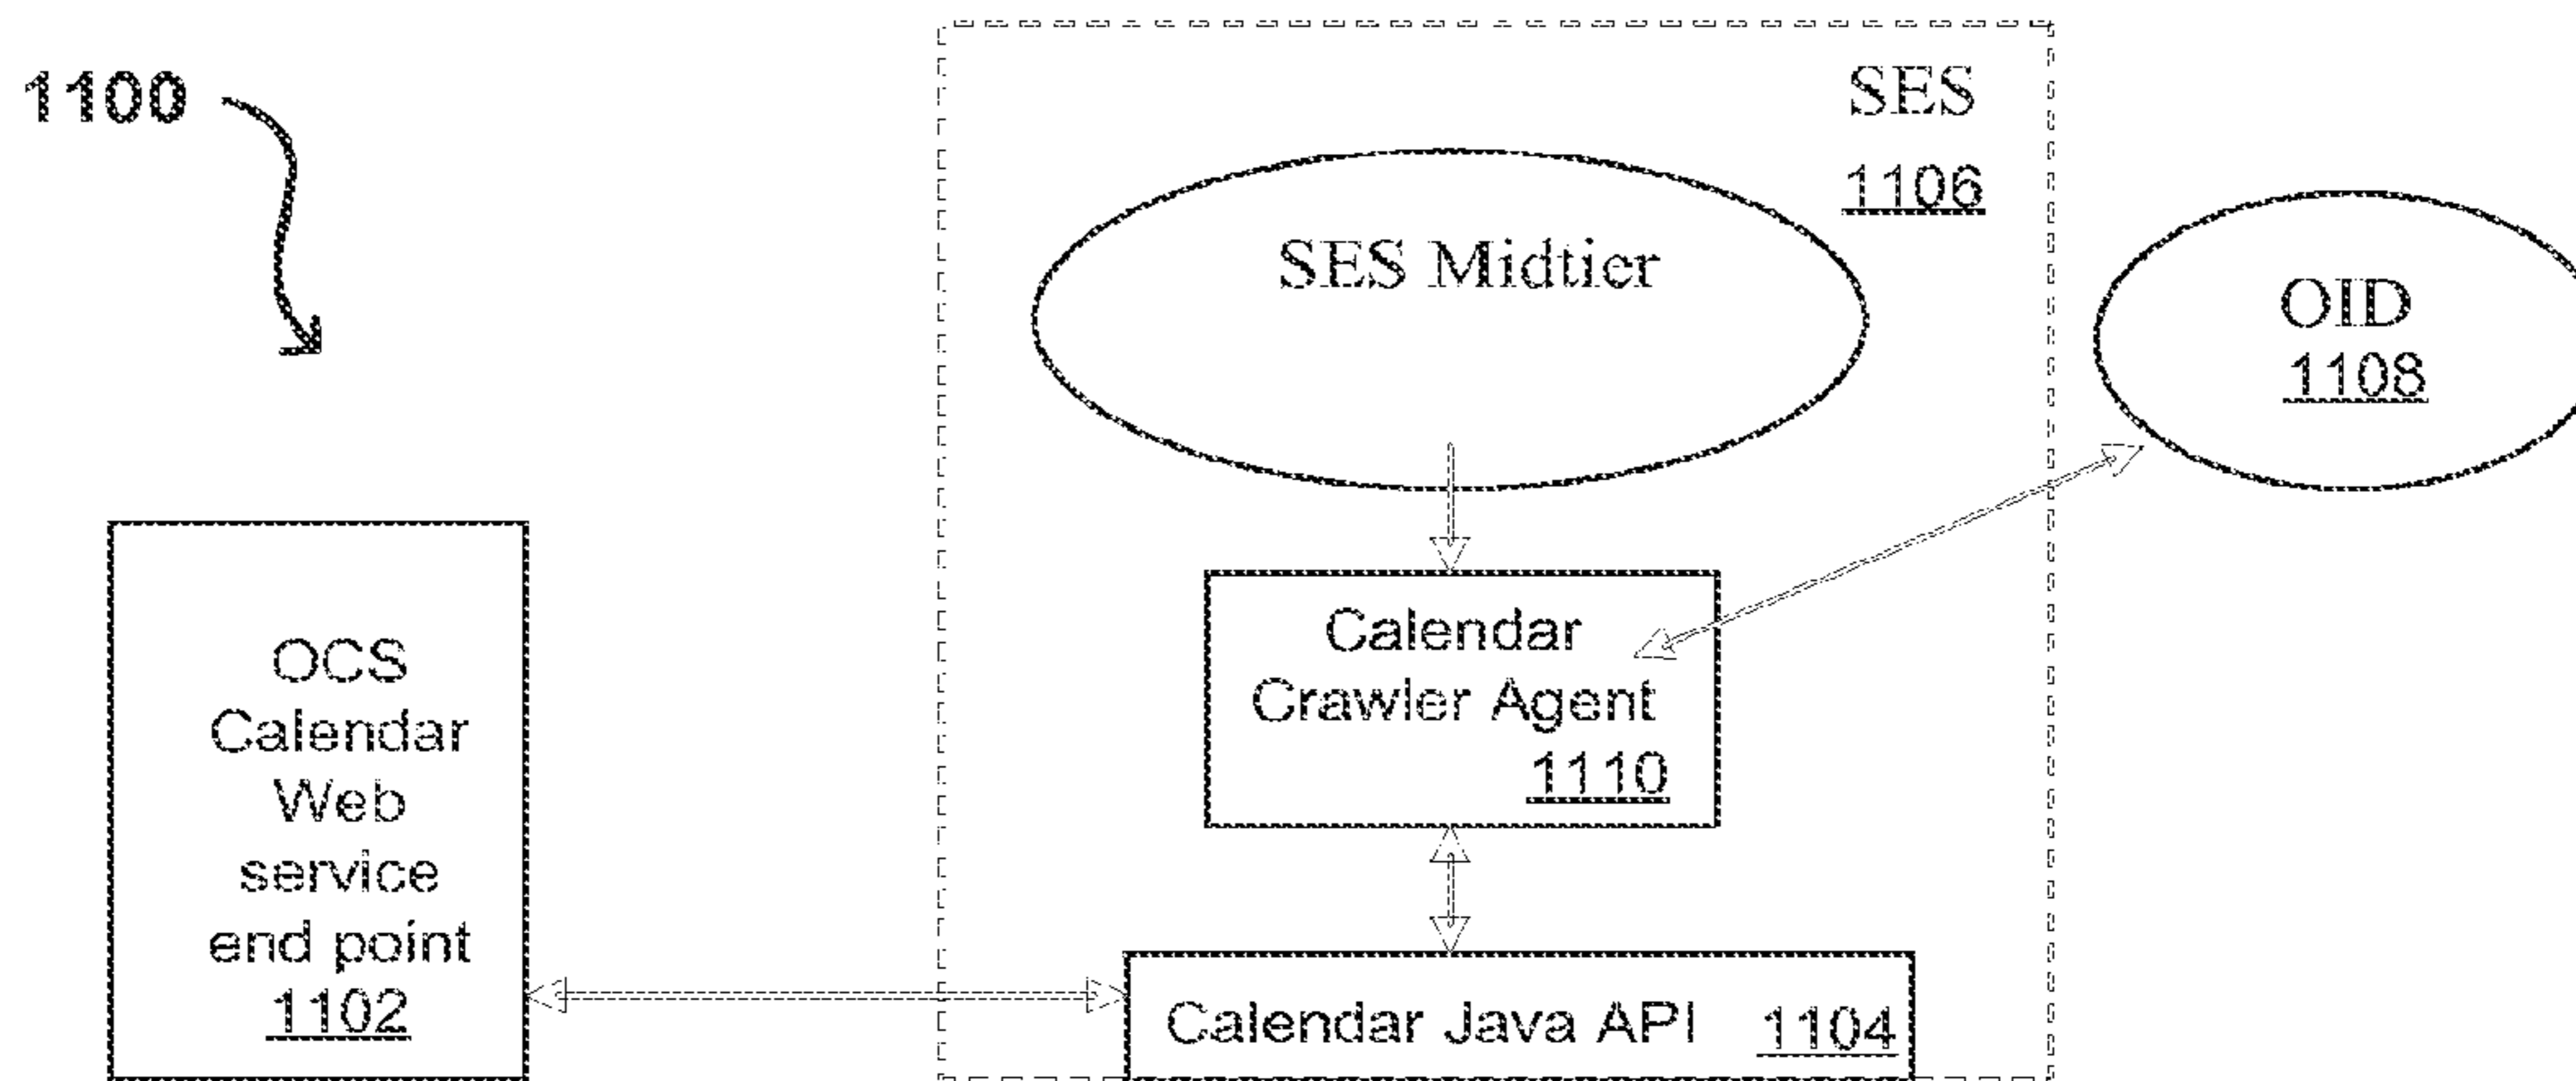 1100
SES
1106
SES Midtier
OID
1108
Calendar
Crawler Agent
1110
OCS
Calendar
Web
service
end point
1102
Calendar Java API 1104